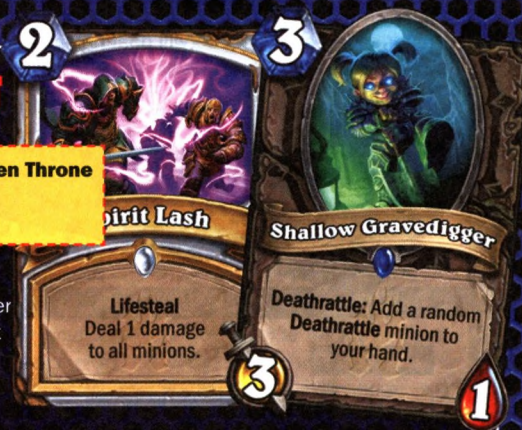 2
3
en Throne
pirit Lash
Shallow Gravedigger
er
Lifesteal
Deal 1 damage
to all minions.
Deathrattle: Add a random
Deathrattle minion to
your hand.
3
1